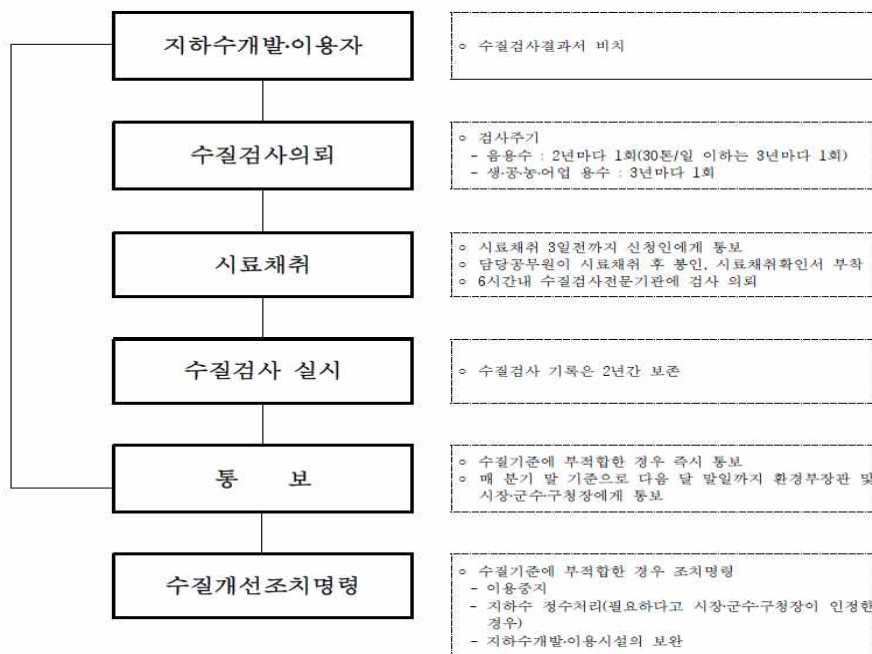 지하수개발·이용자
○ 수질검사결과서 비치
수질검사의뢰
○ 검사주기
- 음용수 : 2년마다 1회(30톤/일 이하는 3년마다 1회)
- 생·공·농·어업 용수 : 3년마다 1회
시료채취
○ 시료채취 3일전까지 신청인에게 통보
○ 담당공무원이 시료채취 후 봉인, 시료채취확인서 부착
○ 6시간내 수질검사전문기관에 검사 의뢰
수질검사 실시
○ 수질검사 기록은 2년간 보존
통 보
○ 수질기준에 부적합한 경우 즉시 통보
○ 매 분기 말 기준으로 다음 달 말일까지 환경부장관 및
시장·군수·구청장에게 통보
수질개선조치명령
○ 수질기준에 부적합한 경우 조치명령
- 이용중지
- 지하수 정수처리(필요하다고 시장·군수·구청장이 인정한
경우)
- 지하수개발·이용시설의 보완